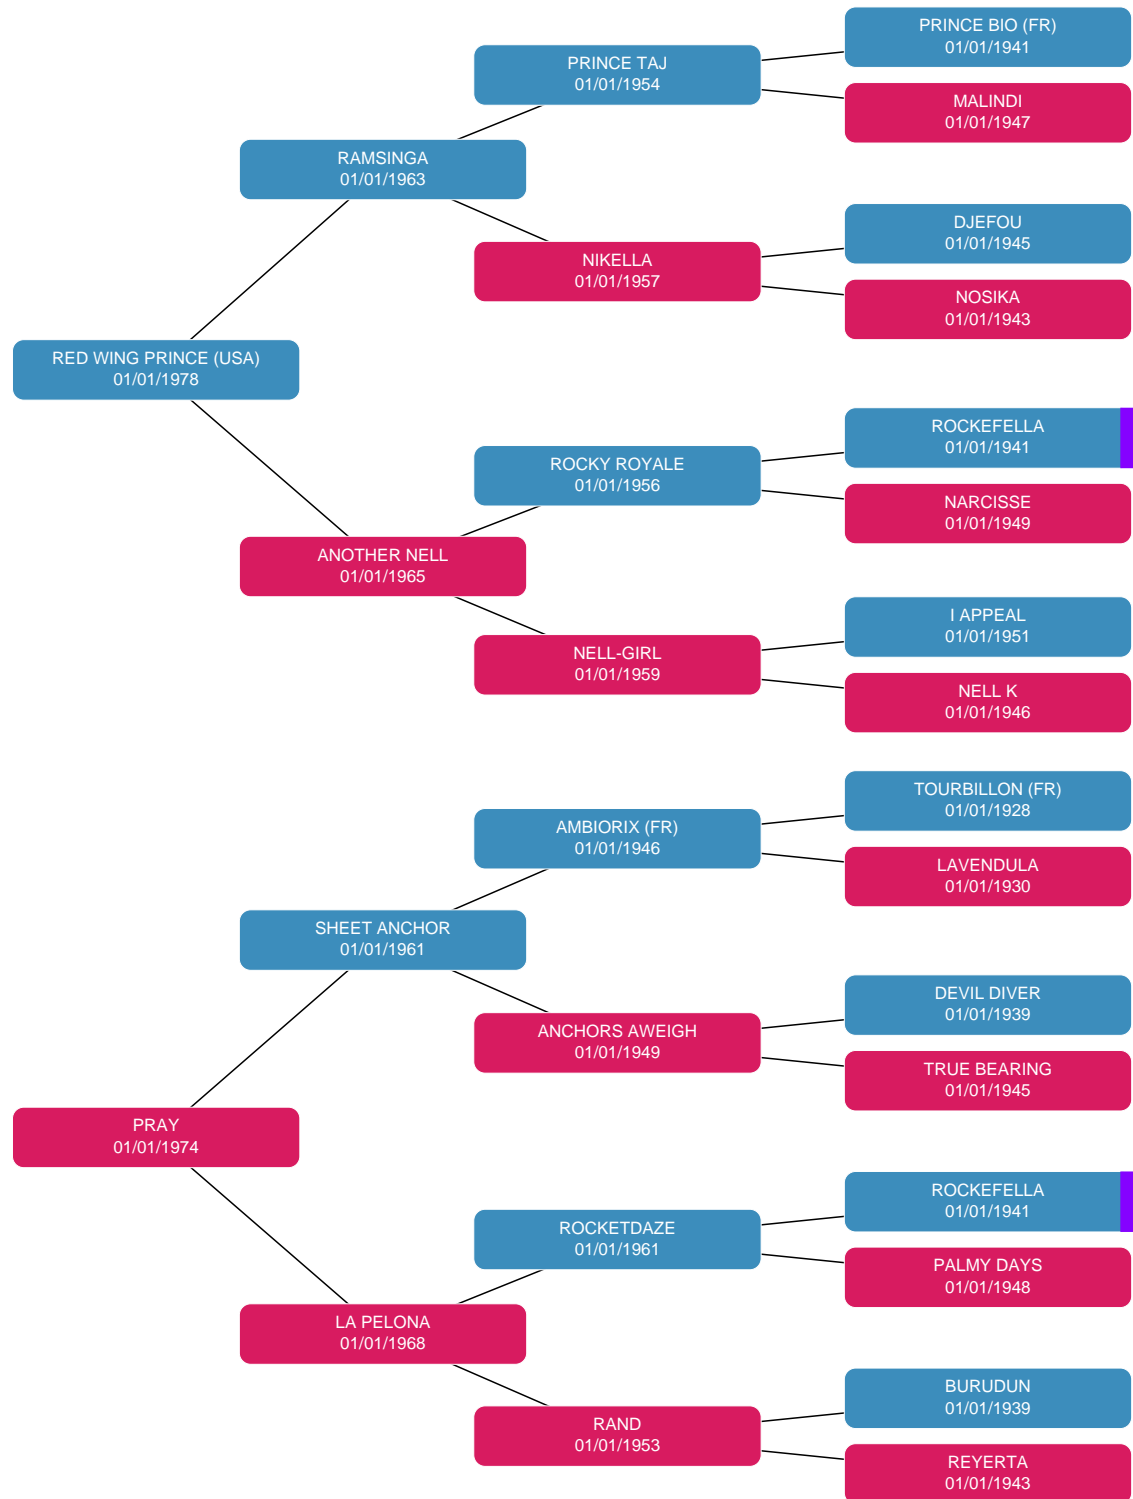 PRINCE BIO (FR)
01/01/1941
PRINCE TAJ
01/01/1954
MALINDI
01/01/1947
RAMSINGA
01/01/1963
DJEFOU
01/01/1945
NIKELLA
01/01/1957
NOSIKA
01/01/1943
RED WING PRINCE (USA)
01/01/1978
ROCKEFELLA
01/01/1941
ROCKY ROYALE
01/01/1956
NARCISSE
01/01/1949
ANOTHER NELL
01/01/1965
I APPEAL
01/01/1951
NELL-GIRL
01/01/1959
NELL K
01/01/1946
TOURBILLON (FR)
01/01/1928
AMBIORIX (FR)
01/01/1946
LAVENDULA
01/01/1930
SHEET ANCHOR
01/01/1961
DEVIL DIVER
01/01/1939
ANCHORS AWEIGH
01/01/1949
TRUE BEARING
01/01/1945
PRAY
01/01/1974
ROCKEFELLA
01/01/1941
ROCKETDAZE
01/01/1961
PALMY DAYS
01/01/1948
LA PELONA
01/01/1968
BURUDUN
01/01/1939
RAND
01/01/1953
REYERTA
01/01/1943